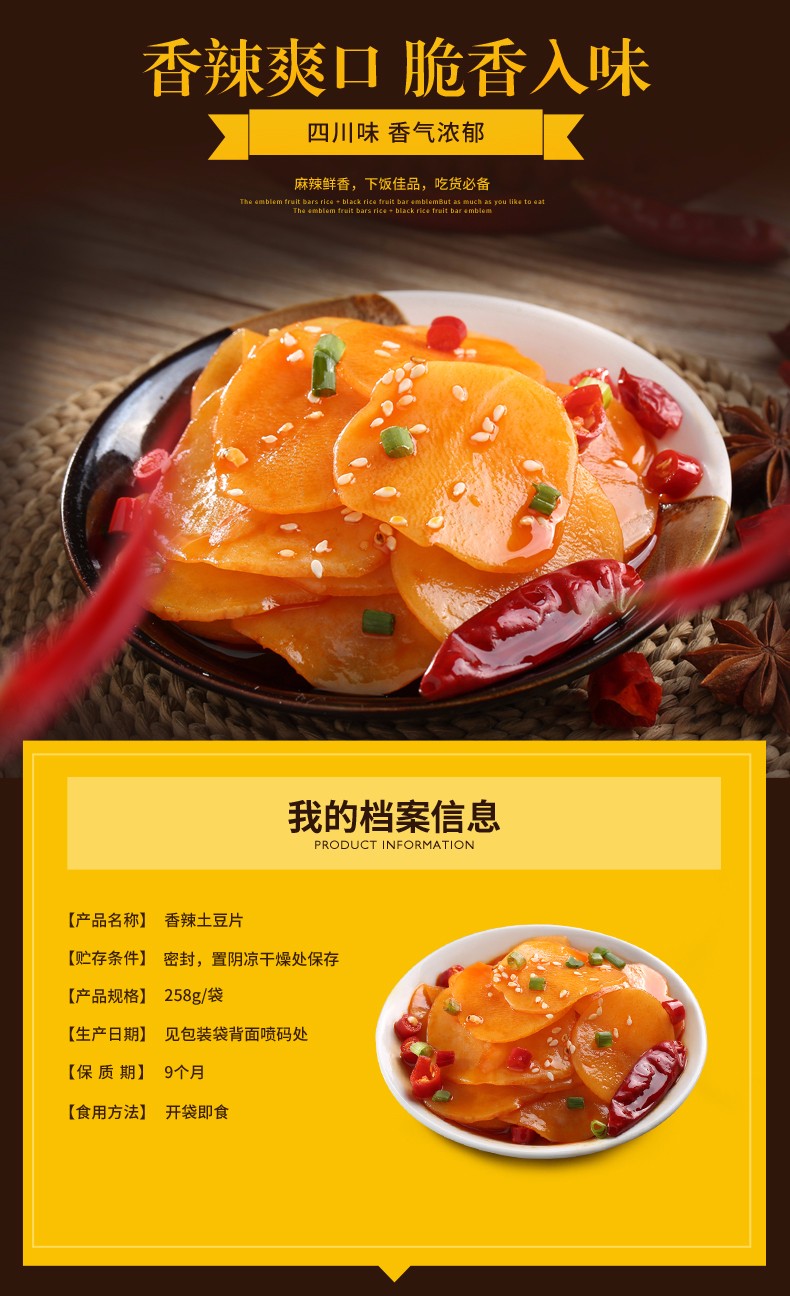 香辣爽口 脆香入味
四川味 香气浓郁
麻辣鲜香，下饭佳品，吃货必备
The emblem fruit bars rice + black rice fruit bar emblemBut as much as you like to eat
The emblem fruit bars rice + black rice fruit bar emblem
我的档案信息
PRODUCT INFORMATION
【产品名称】 香辣土豆片
【贮存条件】 密封，置阴凉干燥处保存
【产品规格】 258g/袋
【生产日期】 见包装袋背面喷码处
【保 质 期】 9个月
【食用方法】 开袋即食